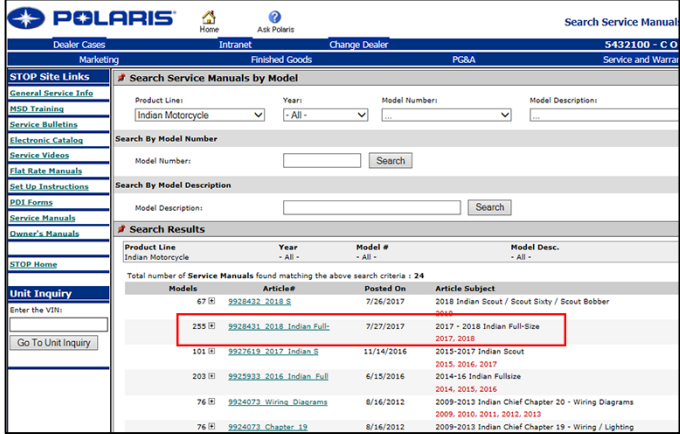 POLARIS
Home
Ask Polaris
Search Service Manuals
Dealer Cases Intranet Change Dealer 5432100 - C O
Marketing Finished Goods PG&A Service and Warra
STOP Site Links
General Service Info
MSD Training
Service Bulletins
Electronic Catalog
Service Videos
Flat Rate Manuals
Set Up Instructions
PDI Forms
Service Manuals
Owner's Manuals
STOP Home
Unit Inquiry
Enter the VIN:
Go To Unit Inquiry
Search Service Manuals by Model
Product Line: Year: Model Number: Model Description:
Indian Motorcycle - All - ... ...
Search By Model Number
Model Number: Search
Search By Model Description
Model Description: Search
Search Results
Product Line Year Model # Model Desc.
Indian Motorcycle - All - - All - - All -
Total number of Service Manuals found matching the above search criteria : 24
Models Article# Posted On Article Subject
67 9928432 2018 S 7/26/2017 2018 Indian Scout / Scout Sixty / Scout Bobber
2018
255 9928431 2018 Indian Full- 7/27/2017 2017 - 2018 Indian Full-Size
2017, 2018
101 9927619 2017 Indian S 11/14/2016 2015-2017 Indian Scout
2015, 2016, 2017
203 9925933 2016 Indian Full 6/15/2016 2014-16 Indian Fullsize
2014, 2015, 2016
76 9924073 Wiring Diagrams 8/16/2012 2009-2013 Indian Chief Chapter 20 - Wiring Diagrams
2009, 2010, 2011, 2012, 2013
76 9924073 Chapter 19 8/16/2012 2009-2013 Indian Chief Chapter 19 - Wiring / Lighting